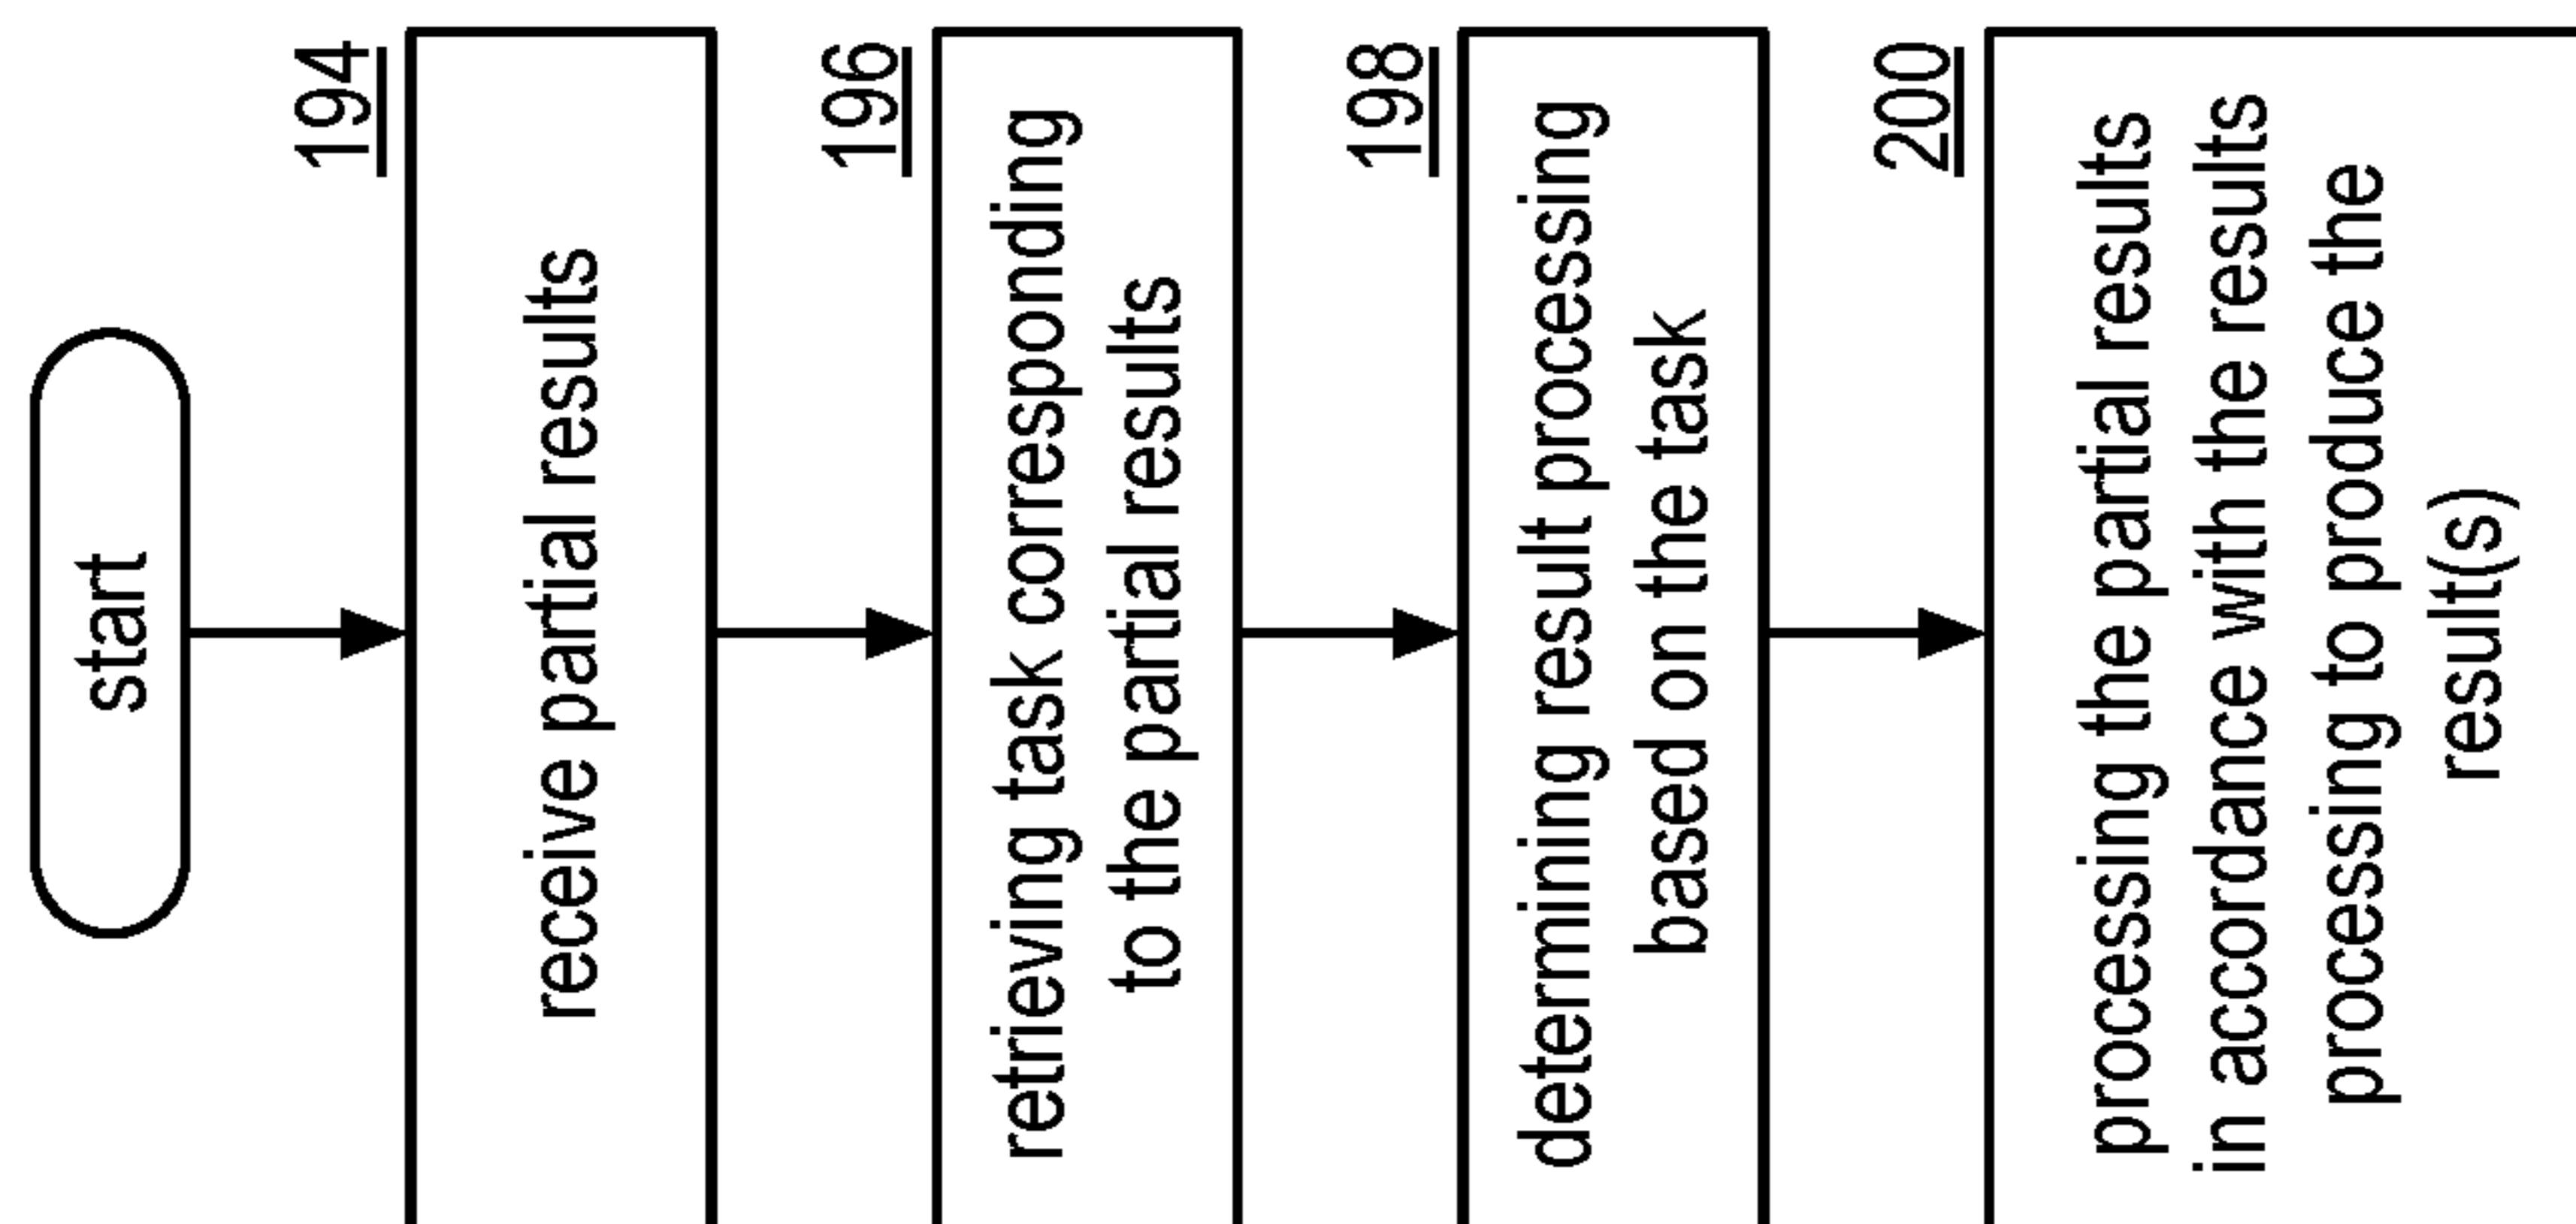 start
194
receive partial results
196
retrieving task corresponding
to the partial results
198
determining result processing
based on the task
200
processing the partial results
in accordance with the results
processing to produce the
result(s)